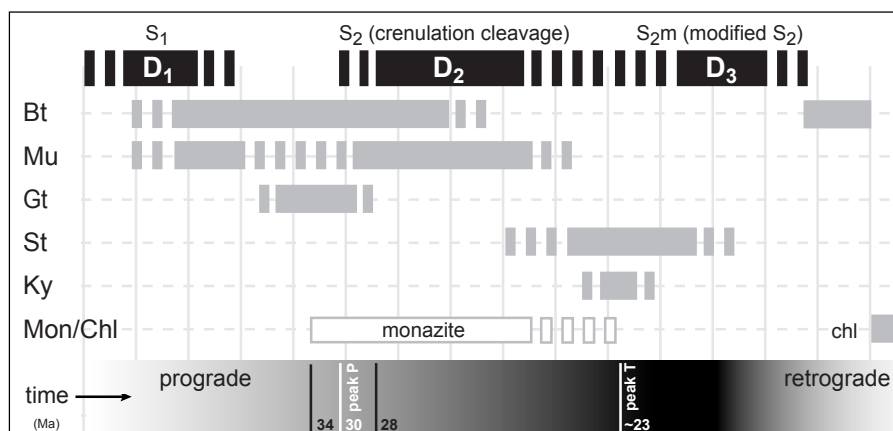 S1 S2 (crenulation cleavage) S2m (modified S2)
D1 D2 D3
Bt
Mu
Gt
St
Ky
Mon/Chl monazite chl
prograde peak P peak T retrograde
time
(Ma) 34 30 28 ~23